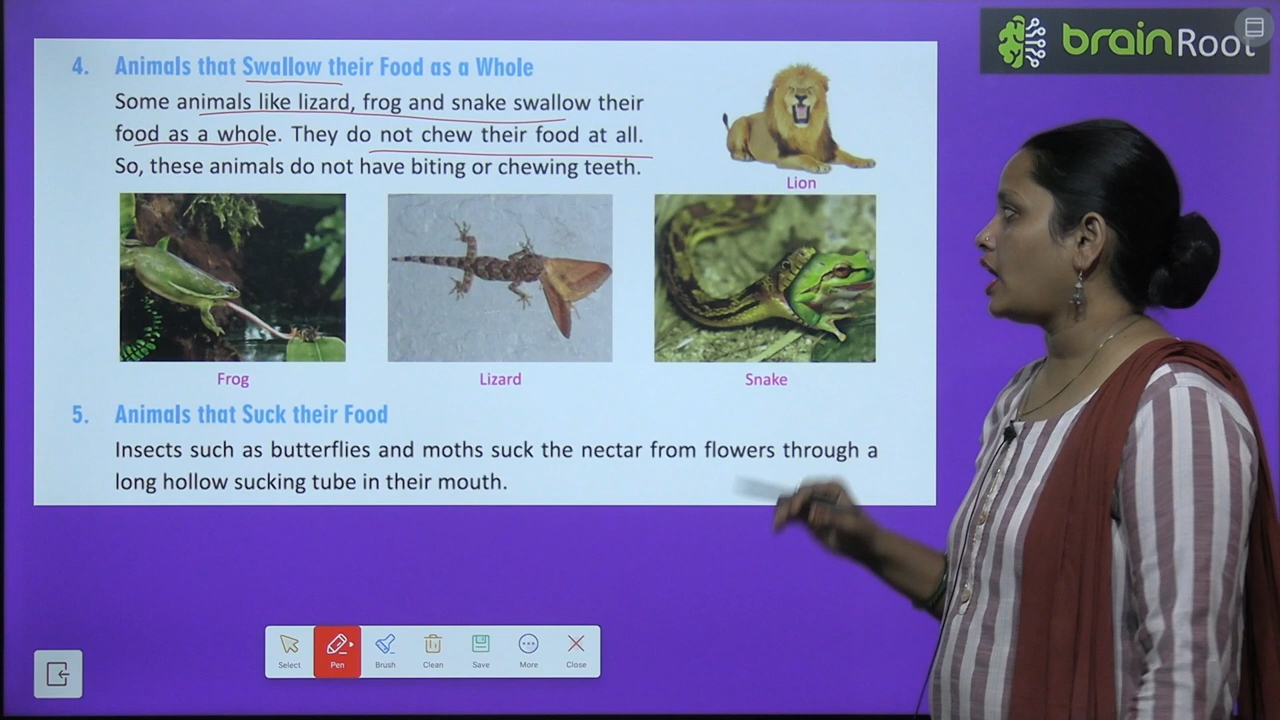 brainRoot
4. Animals that Swallow their Food as a Whole
Some animals like lizard, frog and snake swallow their
food as a whole. They do not chew their food at all.
So, these animals do not have biting or chewing teeth.
Lion
Frog
Lizard
Snake
5. Animals that Suck their Food
Insects such as butterflies and moths suck the nectar from flowers through a
long hollow sucking tube in their mouth.
Select
Pen
Brush
Clean
Save
More
Close